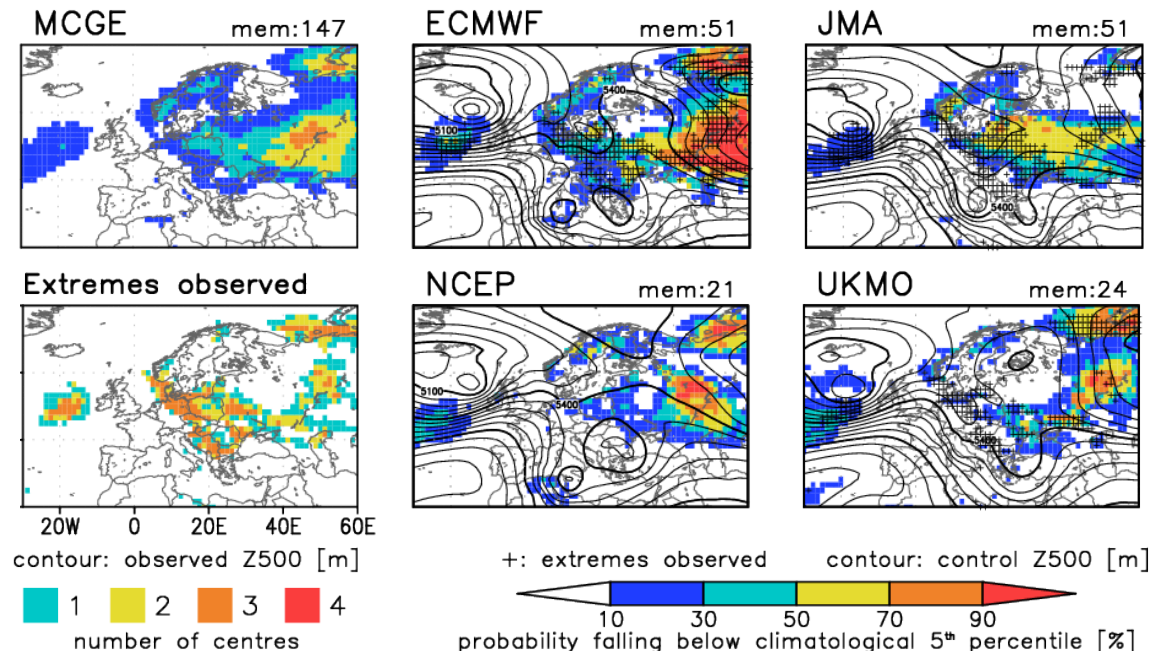 MCGE mem:147
ECMWF mem:51
JMA mem:51
5400
5100
5400
Extremes observed
NCEP mem:21
UKMO mem:24
5100
5400
5400
20W 0 20E 40E 60E
contour: observed Z500 [m]
+: extremes observed contour: control Z500 [m]
1 2 3 4
10 30 50 70 90
number of centres
probability falling below climatological 5th percentile [%]